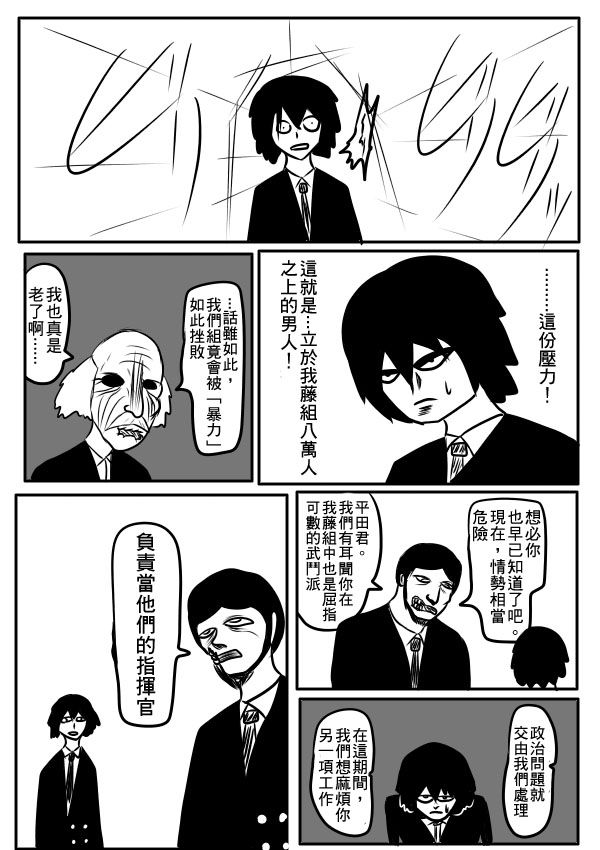 ………這份壓力！
這就是…立於我藤組八萬人
之上的男人！
…話雖如此，
我們組竟會被「暴力」
如此挫敗
我也真是
老了啊……
想必你
也早已知道了吧。
現在，情勢相當
危險
平田君。
我們有耳聞你在
我藤組中也是屈指
可數的武鬥派
負責當他們的指揮官
政治問題就
交由我們處理
在這期間，
我們想麻煩你
另一項工作